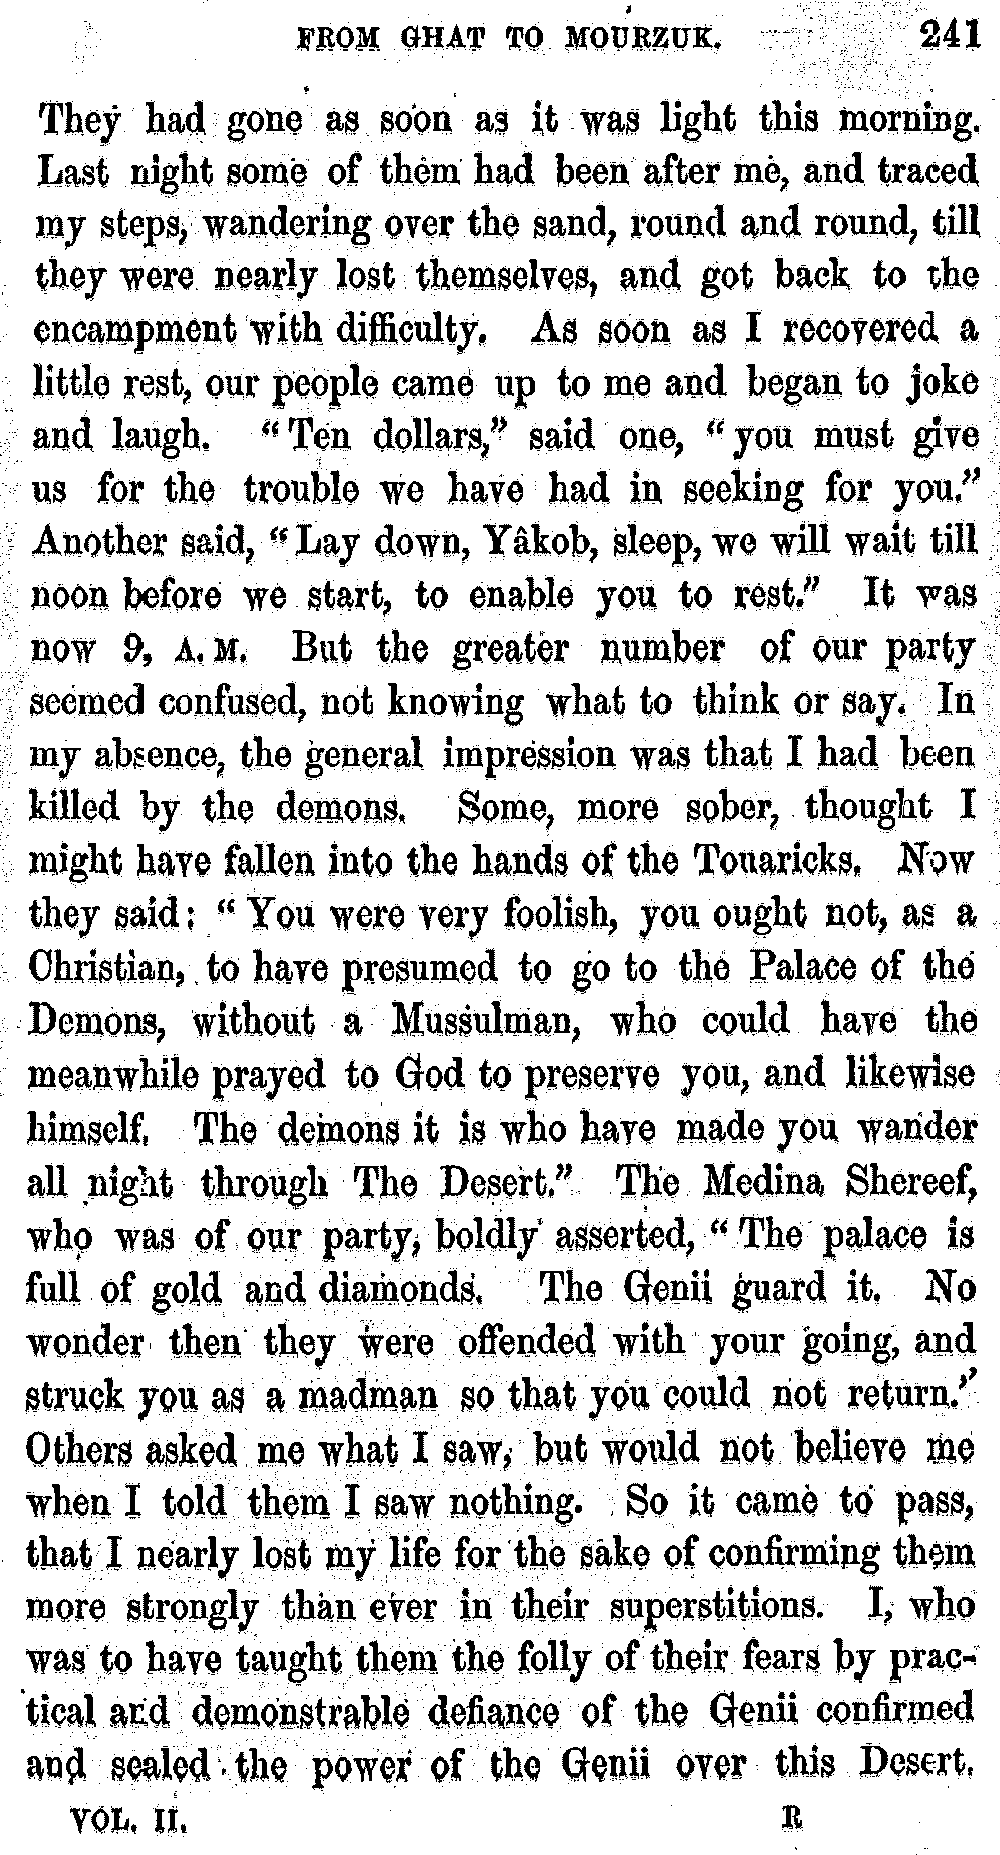 FROM GHAT TO MOURZUK. 241
They had gone as soon as it was light this morning.
Last night some of them had been after me, and traced
my steps, wandering over the sand, round and round, till
they were nearly lost themselves, and got back to the
encampment with difficulty. As soon as I recovered a
little rest, our people came up to me and began to joke
and laugh. “Ten dollars,” said one, “you must give
us for the trouble we have had in seeking for you.”
Another said, “Lay down, Yâkob, sleep, we will wait till
noon before we start, to enable you to rest.” It was
now 9, A.M. But the greater number of our party
seemed confused, not knowing what to think or say. In
my absence, the general impression was that I had been
killed by the demons. Some, more sober, thought I
might have fallen into the hands of the Touaricks. Now
they said: “You were very foolish, you ought not, as a
Christian, to have presumed to go to the Palace of the
Demons, without a Mussulman, who could have the
meanwhile prayed to God to preserve you, and likewise
himself. The demons it is who have made you wander
all night through The Desert.” The Medina Shereef,
who was of our party, boldly asserted, “The palace is
full of gold and diamonds. The Genii guard it. No
wonder then they were offended with your going, and
struck you as a madman so that you could not return.”
Others asked me what I saw, but would not believe me
when I told them I saw nothing. So it came to pass,
that I nearly lost my life for the sake of confirming them
more strongly than ever in their superstitions. I, who
was to have taught them the folly of their fears by prac-
tical and demonstrable defiance of the Genii confirmed
and sealed the power of the Genii over this Desert.
VOL. II. R